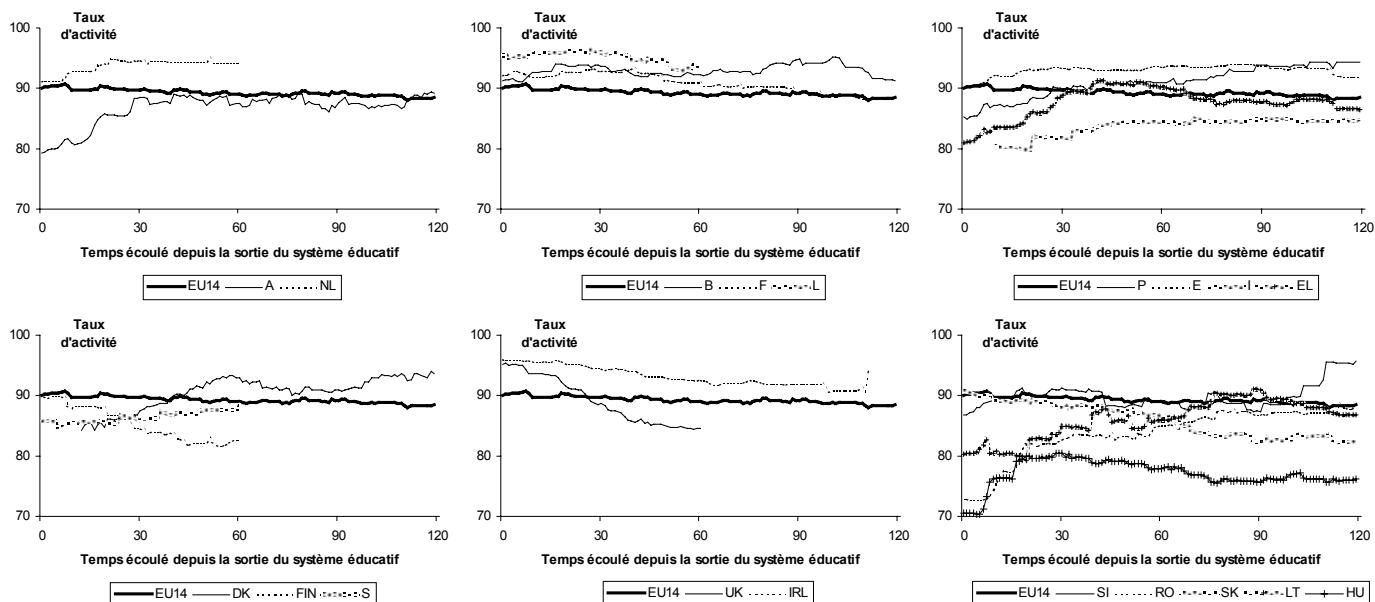 Taux
d'activité
100
90
80
70
0 30 60 90 120
Temps écoulé depuis la sortie du système éducatif
EU14 A NL
Taux
d'activité
100
90
80
70
0 30 60 90 120
Temps écoulé depuis la sortie du système éducatif
EU14 B F L
Taux
d'activité
100
90
80
70
0 30 60 90 120
Temps écoulé depuis la sortie du système éducatif
EU14 P E I EL
Taux
d'activité
100
90
80
70
0 30 60 90 120
Temps écoulé depuis la sortie du système éducatif
EU14 DK FIN S
Taux
d'activité
100
90
80
70
0 30 60 90 120
Temps écoulé depuis la sortie du système éducatif
EU14 UK IRL
Taux
d'activité
100
90
80
70
0 30 60 90 120
Temps écoulé depuis la sortie du système éducatif
EU14 SI RO SK LT HU